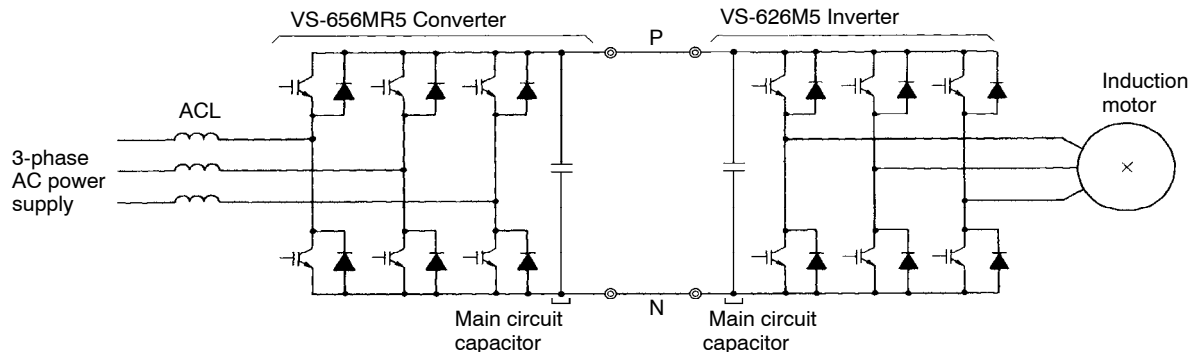 VS-656MR5 Converter
VS-626M5 Inverter
P
Induction
motor
ACL
3-phase
AC power
supply
N
Main circuit
capacitor
Main circuit
capacitor